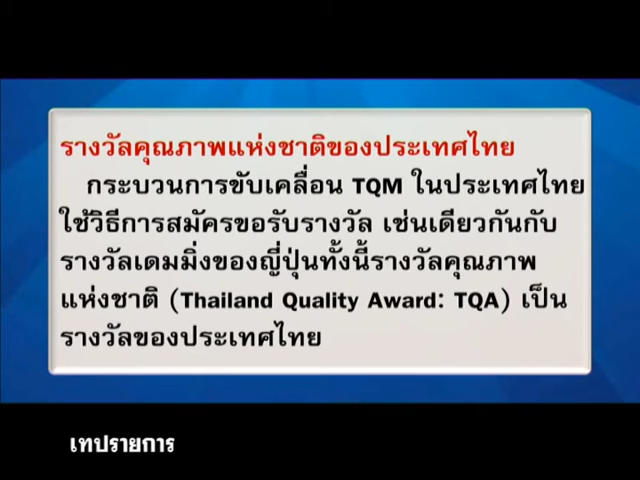 รางวัลคุณภาพแห่งชาติของประเทศไทย
กระบวนการขับเคลื่อน TQM ในประเทศไทย
ใช้วิธีการสมัครขอรับรางวัล เช่นเดียวกันกับ
รางวัลเดมมิ่งของญี่ปุ่นทั้งนี้รางวัลคุณภาพ
แห่งชาติ (Thailand Quality Award: TQA) เป็น
รางวัลของประเทศไทย
เทปรายการ